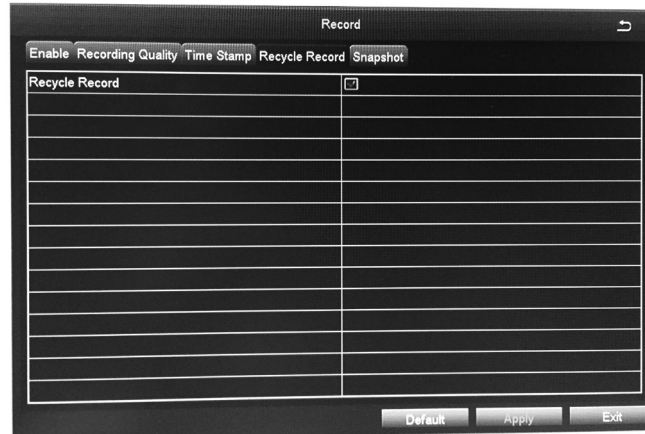 Record
Enable Recording Quality Time Stamp Recycle Record Snapshot
Recycle Record
Default Apply Exit